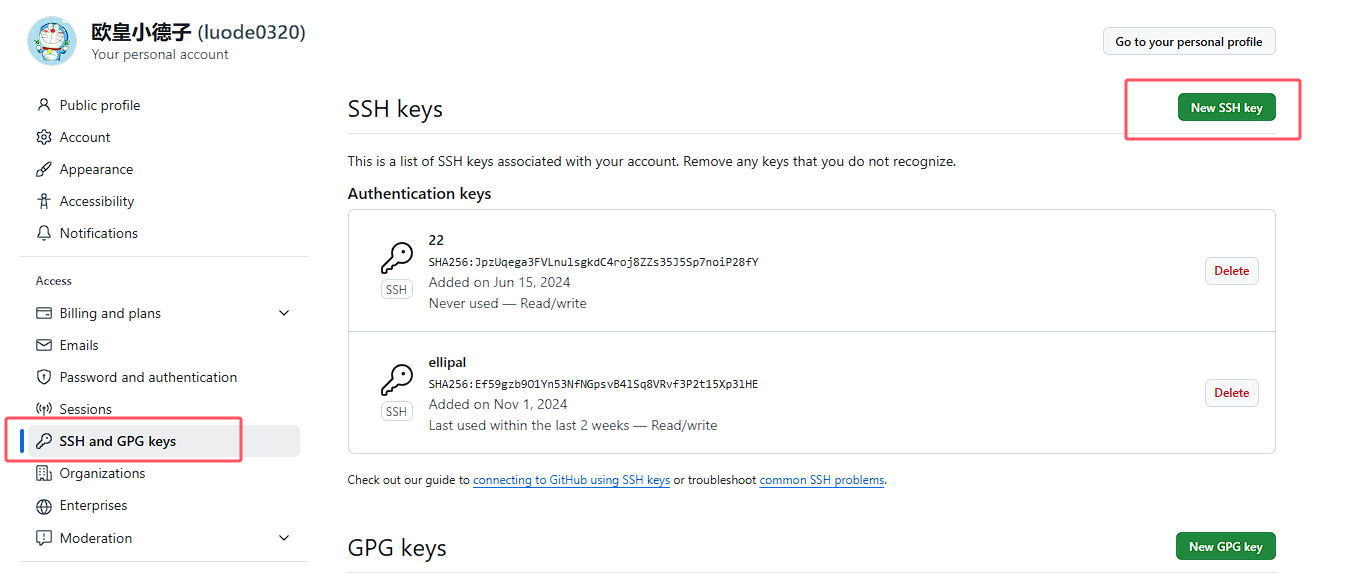 欧皇小德子 (luode0320)
Your personal account
Go to your personal profile
Public profile
Account
Appearance
Accessibility
Notifications
Access
Billing and plans
Emails
Password and authentication
Sessions
SSH and GPG keys
Organizations
Enterprises
Moderation
SSH keys
New SSH key
This is a list of SSH keys associated with your account. Remove any keys that you do not recognize.
Authentication keys
22
SHA256:JpzUqega3FVLnulsgkdC4roj8ZZs35J5Sp7noiP28fY
Added on Jun 15, 2024
Never used — Read/write
SSH
Delete
ellipal
SHA256:Ef59gzb9O1Yn53NfNGpsvB4lSq8VRvf3P2t15Xp3lHE
Added on Nov 1, 2024
Last used within the last 2 weeks — Read/write
SSH
Delete
Check out our guide to connecting to GitHub using SSH keys or troubleshoot common SSH problems.
GPG keys
New GPG key